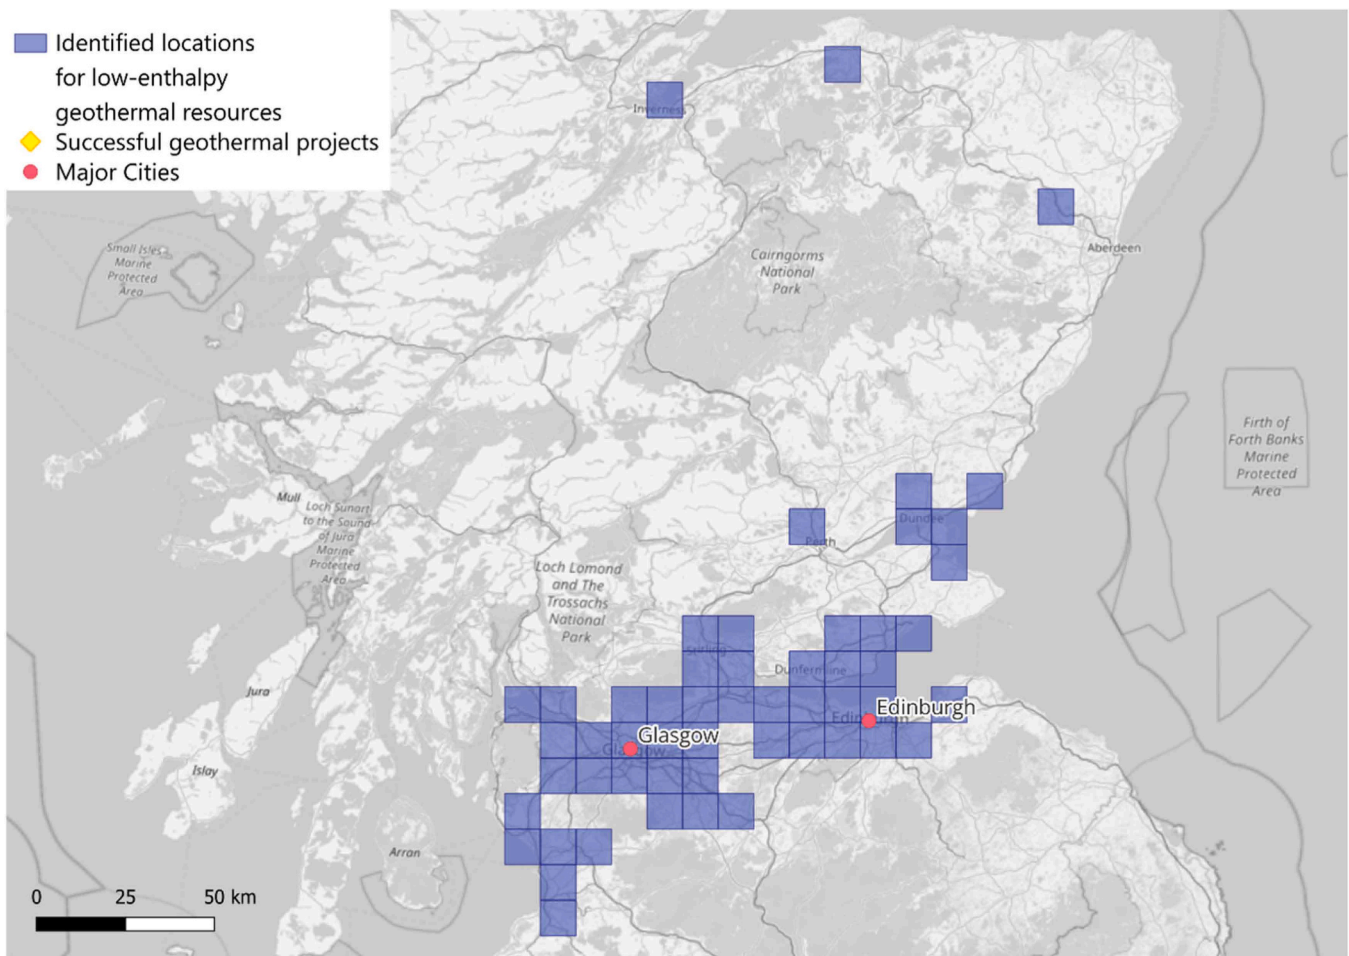 Identified locations
for low-enthalpy
geothermal resources
Successful geothermal projects
Major Cities
Inverness
Aberdeen
Small Isles
Marine
Protected
Area
Cairngorms
National
Park
Firth of
Forth Banks
Marine
Protected
Area
Mull
Loch Sunart
to the Sound
of Jura
Marine
Protected
Area
Dundee
Perth
Loch Lomond
and The
Trossachs
National
Park
Stirling
Dunfermline
Jura
Edinburgh
Edinburgh
Glasgow
Glasgow
Islay
Arran
0 25 50 km